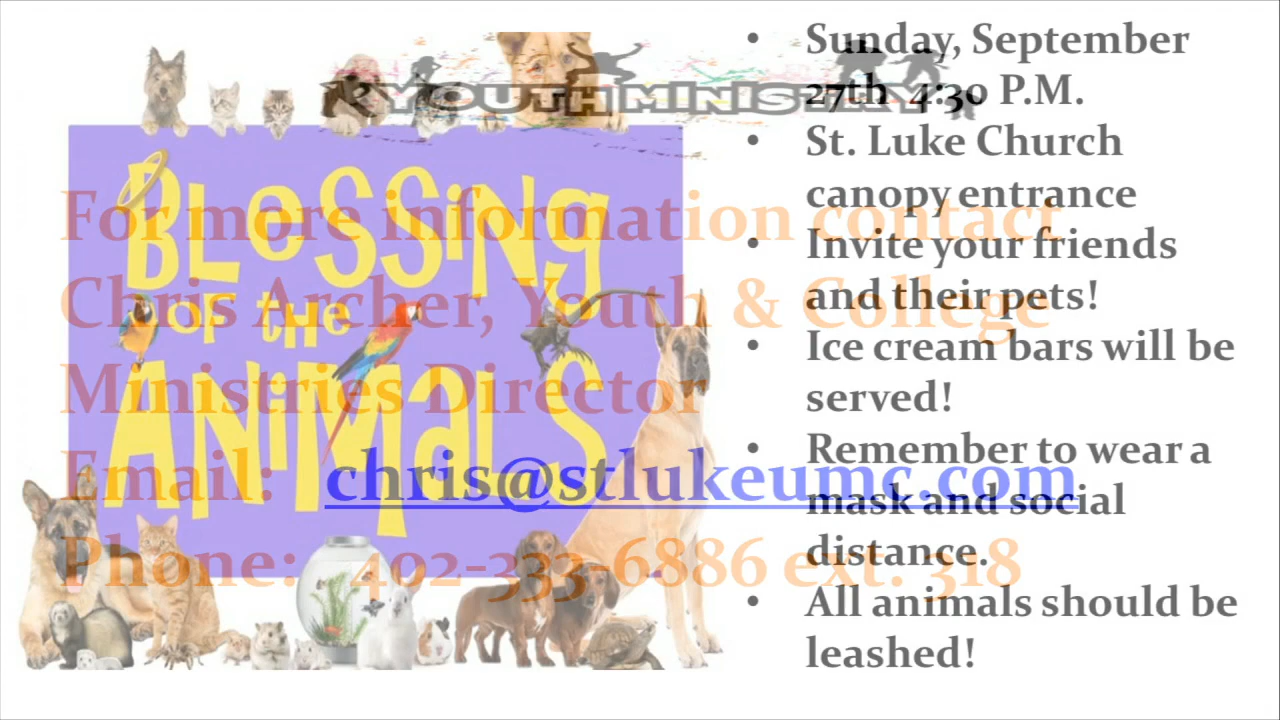 YOUTH MINISTRY
BLessiNg
OF the
ANiMaLS
For more information contact
Chris Archer, Youth & College
Ministries Director
Email: chris@stlukeumc.com
Phone: 402-333-6886 ext. 318
• Sunday, September
27th 4:30 P.M.
• St. Luke Church
canopy entrance
• Invite your friends
and their pets!
• Ice cream bars will be
served!
• Remember to wear a
mask and social
distance.
• All animals should be
leashed!